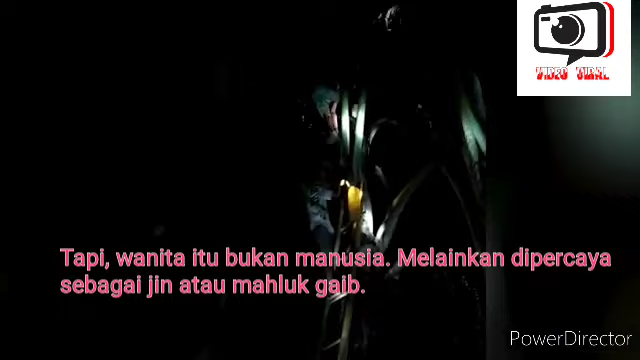 VIDEO VIRAL
Tapi, wanita itu bukan manusia. Melainkan dipercaya
sebagai jin atau mahluk gaib.
PowerDirector